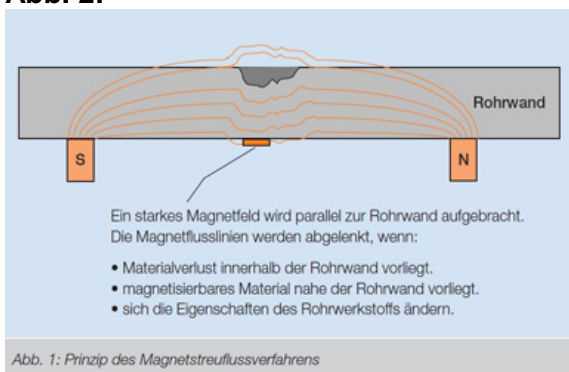 Abb. 2:
Rohrwand
S
N
Ein starkes Magnetfeld wird parallel zur Rohrwand aufgebracht.
Die Magnetflusslinien werden abgelenkt, wenn:
• Materialverlust innerhalb der Rohrwand vorliegt.
• magnetisierbares Material nahe der Rohrwand vorliegt.
• sich die Eigenschaften des Rohrwerkstoffs ändern.
Abb. 1: Prinzip des Magnetstreuflussverfahrens